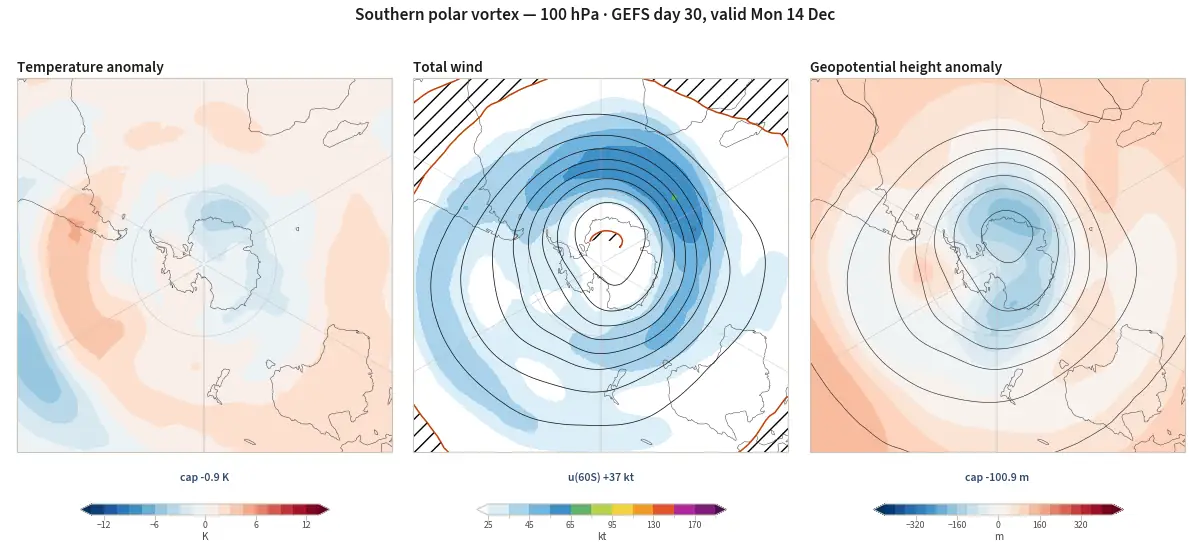 Southern polar vortex — 100 hPa · GEFS day 30, valid Mon 14 Dec
Temperature anomaly
Total wind
Geopotential height anomaly
cap -0.9 K
u(60S) +37 kt
cap -100.9 m
−12 −6 0 6 12
K
25 45 65 95 130 170
kt
−320 −160 0 160 320
m